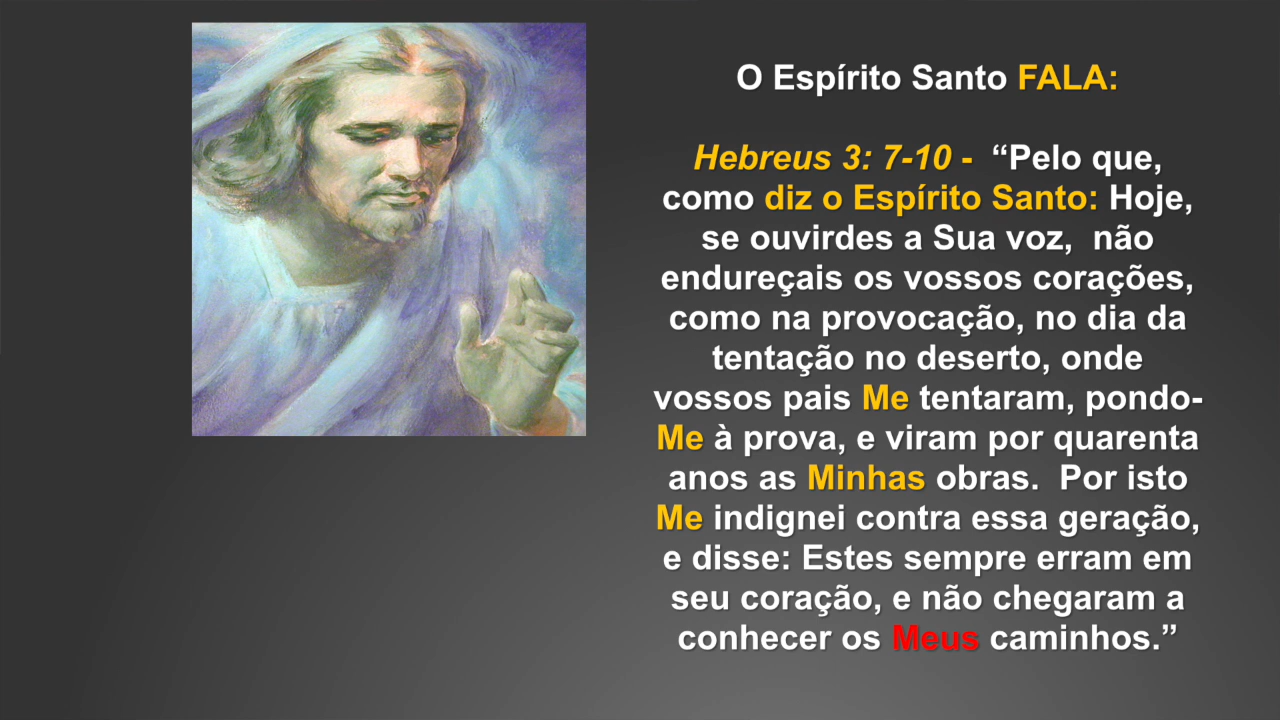 O Espírito Santo FALA:
Hebreus 3: 7-10 - “Pelo que,
como diz o Espírito Santo: Hoje,
se ouvirdes a Sua voz, não
endureçais os vossos corações,
como na provocação, no dia da
tentação no deserto, onde
vossos pais Me tentaram, pondo-
Me à prova, e viram por quarenta
anos as Minhas obras. Por isto
Me indignei contra essa geração,
e disse: Estes sempre erram em
seu coração, e não chegaram a
conhecer os Meus caminhos.”